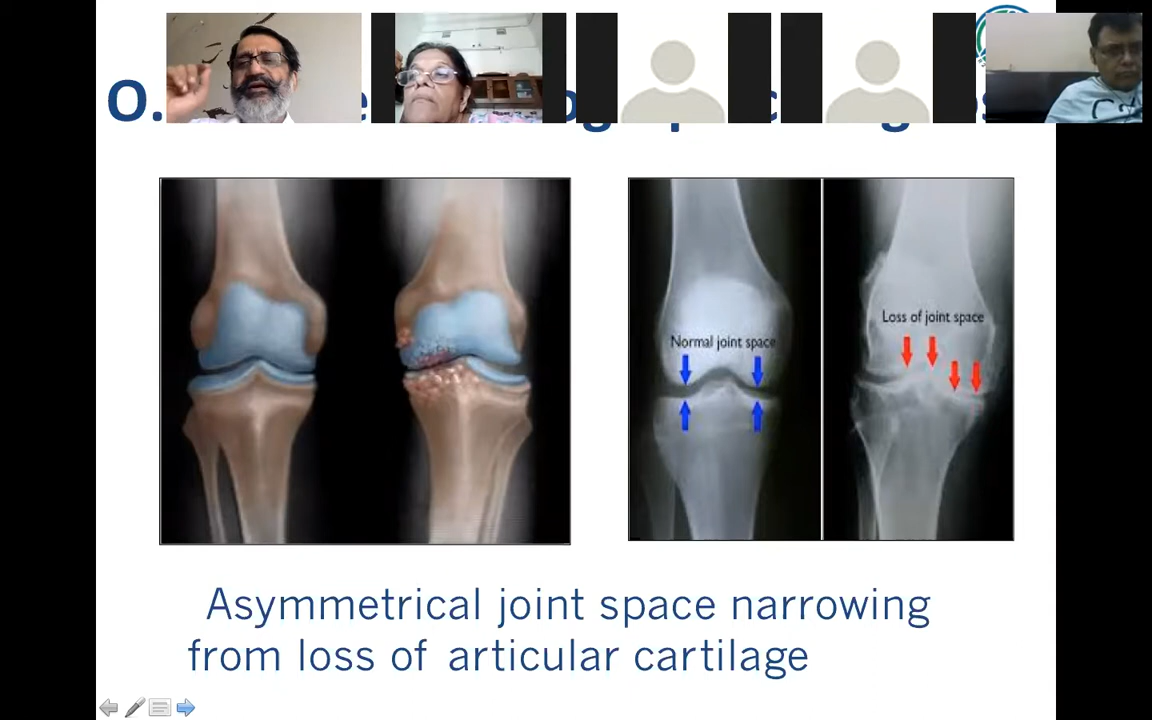 O.
Normal joint space
Loss of joint space
Asymmetrical joint space narrowing
from loss of articular cartilage